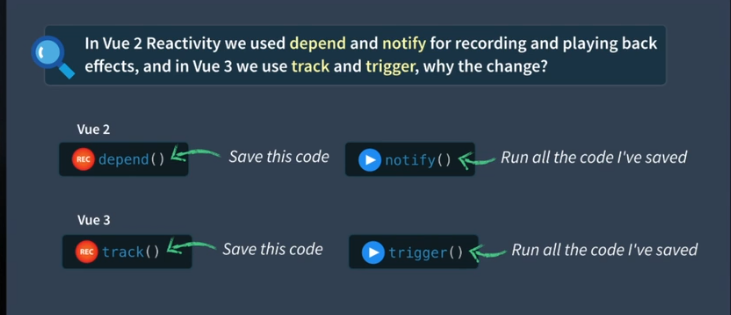 In Vue 2 Reactivity we used depend and notify for recording and playing back
effects, and in Vue 3 we use track and trigger, why the change?
Vue 2
REC depend() Save this code notify() Run all the code I've saved
Vue 3
REC track() Save this code trigger() Run all the code I've saved